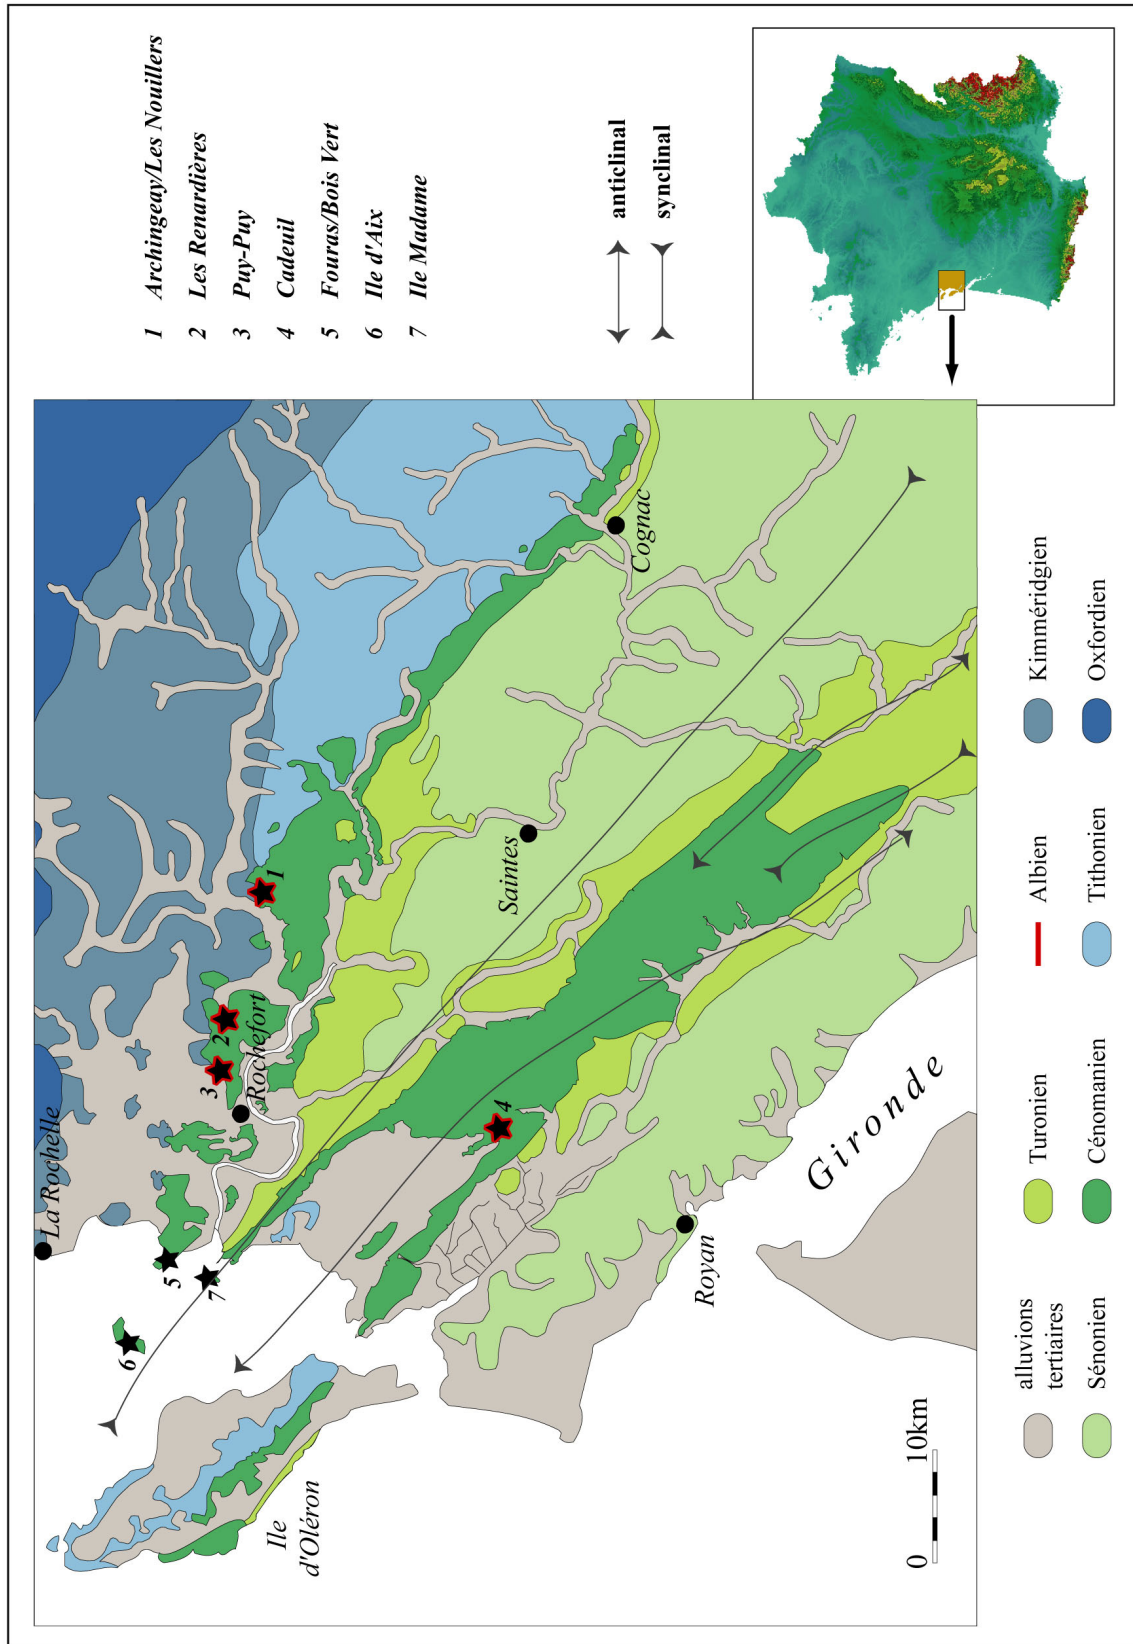 La Rochelle
Rochefort
Saintes
Cognac
Royan
Gironde
Ile
d'Oléron
1
2
3
4
5
6
7
0 10km
1 Archingeay/Les Nouillers
2 Les Renardières
3 Puy-Puy
4 Cadeuil
5 Fouras/Bois Vert
6 Ile d'Aix
7 Ile Madame
anticlinal
synclinal
alluvions
tertiaires
Turonien
Albien
Kimméridgien
Sénonien
Cénomanien
Tithonien
Oxfordien